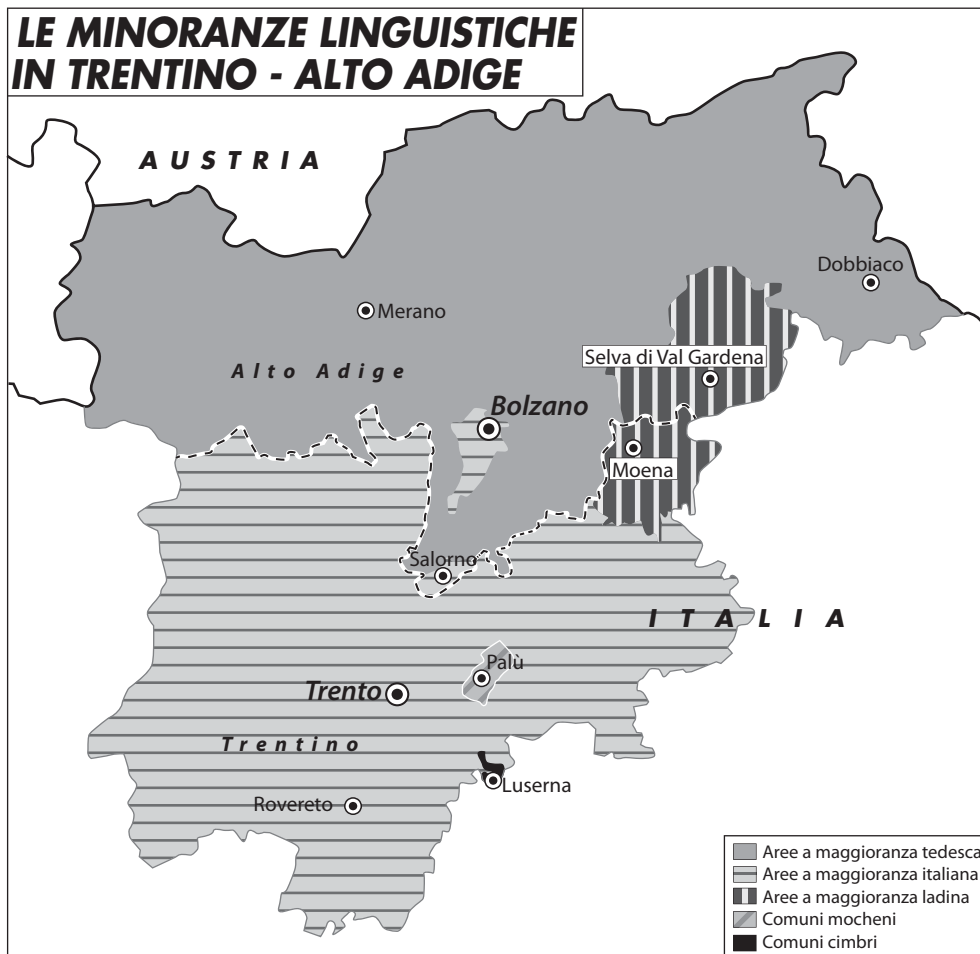 LE MINORANZE LINGUISTICHE
IN TRENTINO - ALTO ADIGE
AUSTRIA
Dobbiaco
Merano
Selva di Val Gardena
Alto Adige
Bolzano
Moena
Salorno
ITALIA
Palù
Trento
Trentino
Luserna
Rovereto
Aree a maggioranza tedesca
Aree a maggioranza italiana
Aree a maggioranza ladina
Comuni mocheni
Comuni cimbri